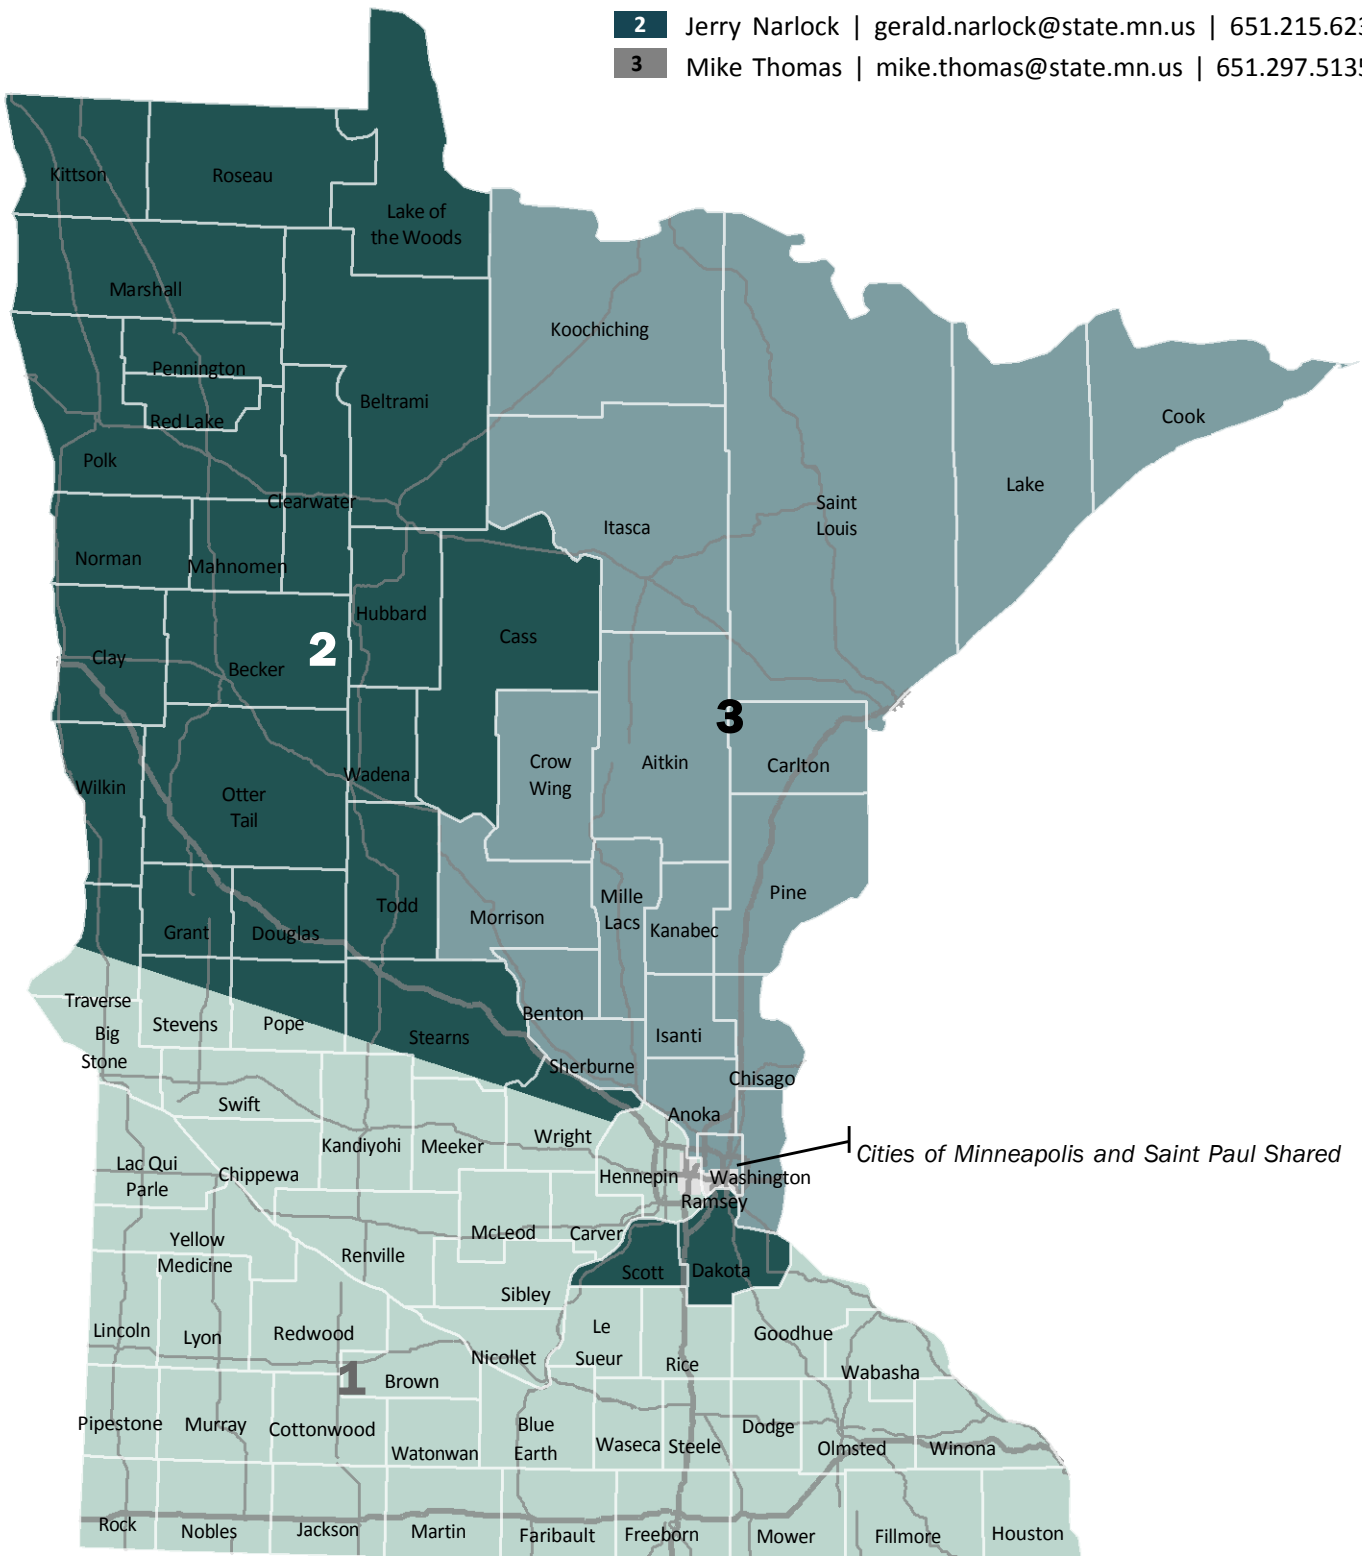 2 Jerry Narlock | gerald.narlock@state.mn.us | 651.215.623
3 Mike Thomas | mike.thomas@state.mn.us | 651.297.5135
Kittson
Roseau
Lake of
the Woods
Marshall
Koochiching
Pennington
Beltrami
Red Lake
Cook
Polk
Lake
Clearwater
Saint
Louis
Itasca
Norman
Mahnomen
Hubbard
Cass
2
Clay
Becker
3
Crow
Wing
Aitkin
Carlton
Wadena
Wilkin
Otter
Tail
Mille
Lacs
Pine
Todd
Morrison
Kanabec
Grant
Douglas
Traverse
Benton
Stevens
Pope
Big
Stone
Stearns
Isanti
Sherburne
Chisago
Swift
Anoka
Wright
Kandiyohi
Meeker
Cities of Minneapolis and Saint Paul Shared
Lac Qui
Parle
Chippewa
Hennepin
Washington
Ramsey
McLeod
Carver
Yellow
Medicine
Renville
Scott
Dakota
Sibley
Lincoln
Lyon
Redwood
Le
Sueur
Goodhue
Nicollet
Rice
Wabasha
1
Brown
Pipestone
Murray
Cottonwood
Watonwan
Blue
Earth
Waseca
Steele
Dodge
Olmsted
Winona
Rock
Nobles
Jackson
Martin
Faribault
Freeborn
Mower
Fillmore
Houston